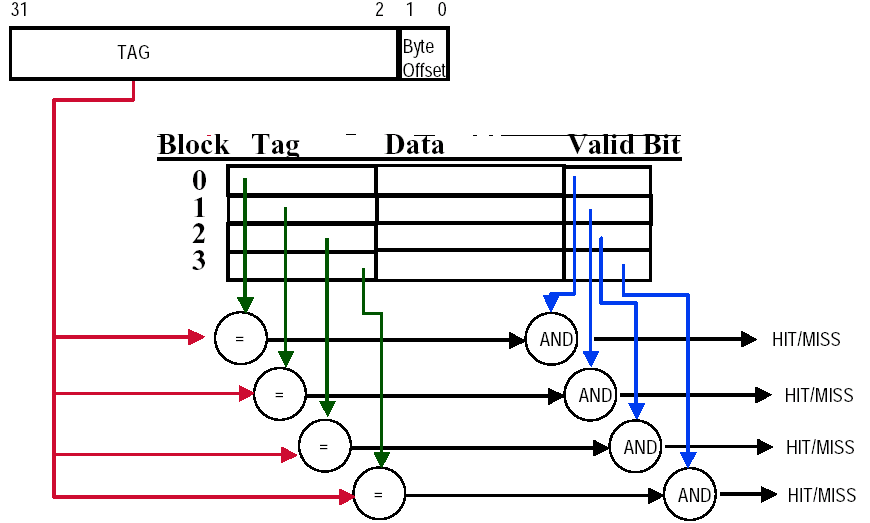 31 2 1 0
TAG Byte
Offset
Block Tag Data Valid Bit
0
1
2
3
= AND HIT/MISS
= AND HIT/MISS
= AND HIT/MISS
= AND HIT/MISS